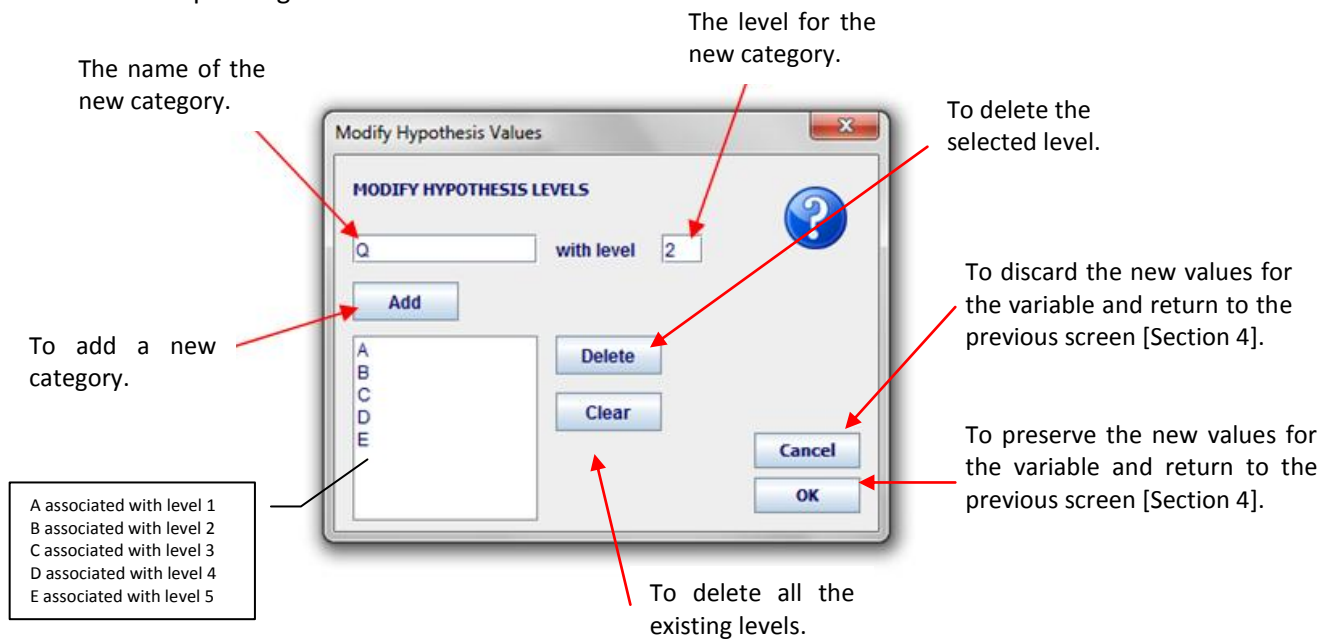 The level for the
new category.
The name of the
new category.
To delete the
selected level.
Modify Hypothesis Values
MODIFY HYPOTHESIS LEVELS
?
Q
with level
2
Add
To discard the new values for
the variable and return to the
previous screen [Section 4].
To add a new
category.
A
B
C
D
E
Delete
Clear
Cancel
OK
To preserve the new values for
the variable and return to the
previous screen [Section 4].
A associated with level 1
B associated with level 2
C associated with level 3
D associated with level 4
E associated with level 5
To delete all the
existing levels.